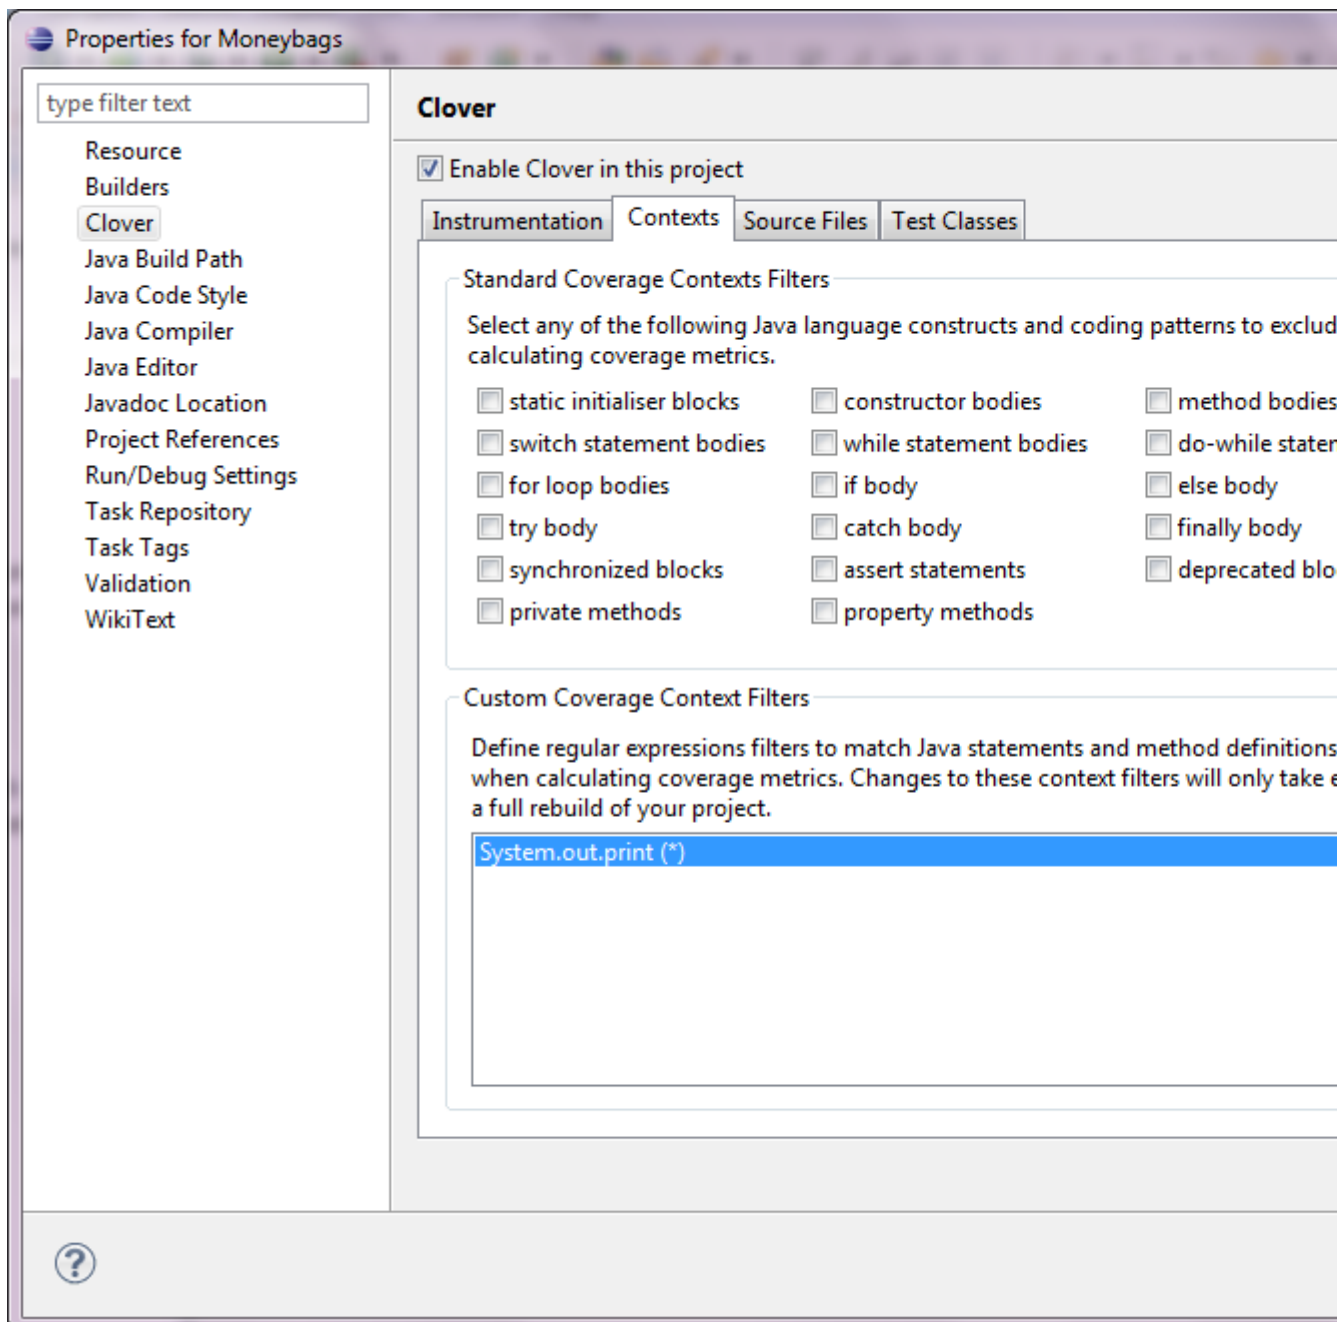 Properties for Moneybags
type filter text
Resource
Builders
Clover
Java Build Path
Java Code Style
Java Compiler
Java Editor
Javadoc Location
Project References
Run/Debug Settings
Task Repository
Task Tags
Validation
WikiText
Clover
Enable Clover in this project
Instrumentation Contexts Source Files Test Classes
Standard Coverage Contexts Filters
Select any of the following Java language constructs and coding patterns to exclud
calculating coverage metrics.
static initialiser blocks constructor bodies method bodies
switch statement bodies while statement bodies do-while
for loop bodies if body else body
try body catch body finally body
synchronized blocks assert statements deprecated
private methods property methods
Custom Coverage Context Filters
Define regular expressions filters to match Java statements and method definitions
when calculating coverage metrics. Changes to these context filters will only take
a full rebuild of your project.
System.out.print (*)
?